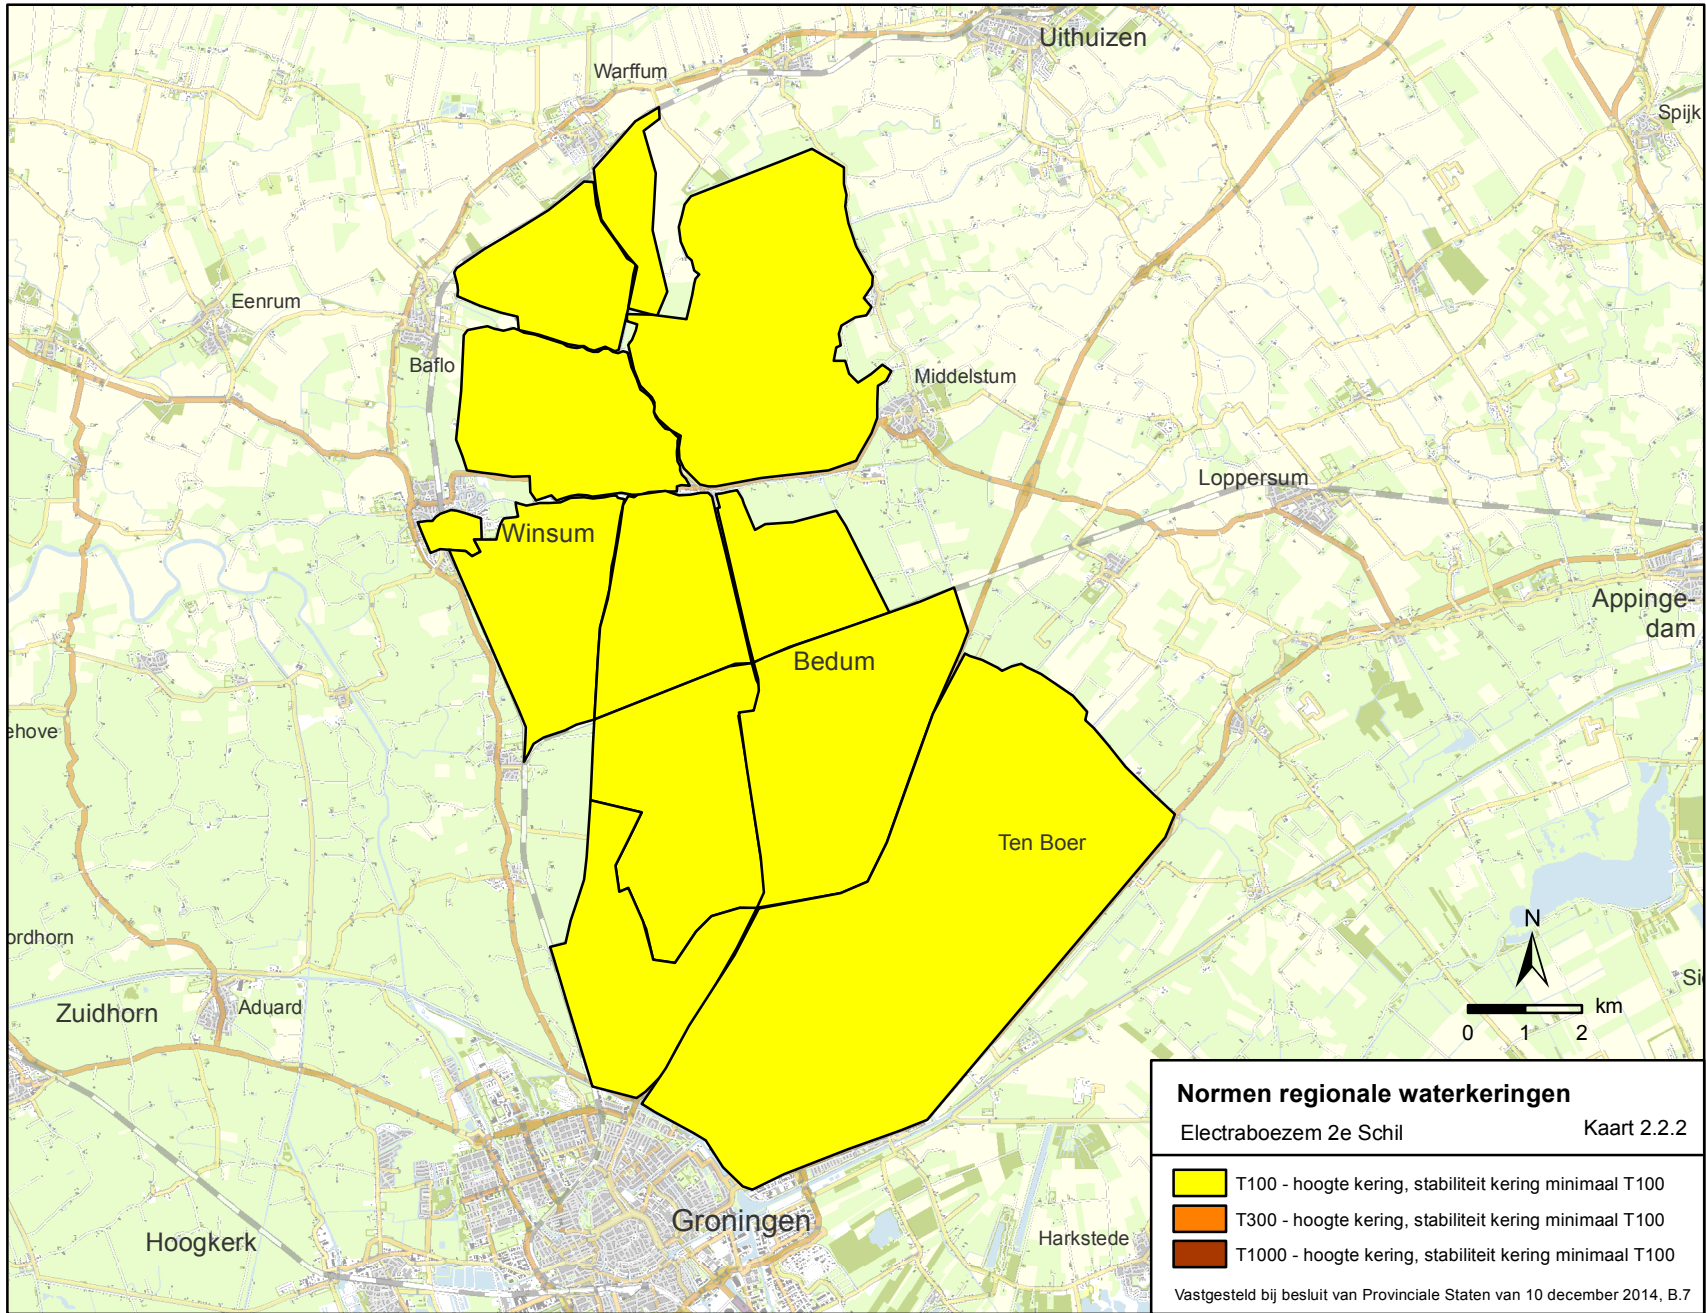 Uithuizen
Warffum
Spijk
Eenrum
Baflo
Middelstum
Loppersum
Winsum
Appinge-
dam
Bedum
ehove
Ten Boer
N
ordhorn
Si
Zuidhorn
Aduard
km
0 1 2
Normen regionale waterkeringen
Electraboezem 2e Schil
Kaart 2.2.2
T100 - hoogte kering, stabiliteit kering minimaal T100
T300 - hoogte kering, stabiliteit kering minimaal T100
T1000 - hoogte kering, stabiliteit kering minimaal T100
Vastgesteld bij besluit van Provinciale Staten van 10 december 2014, B.7
Groningen
Hoogkerk
Harkstede